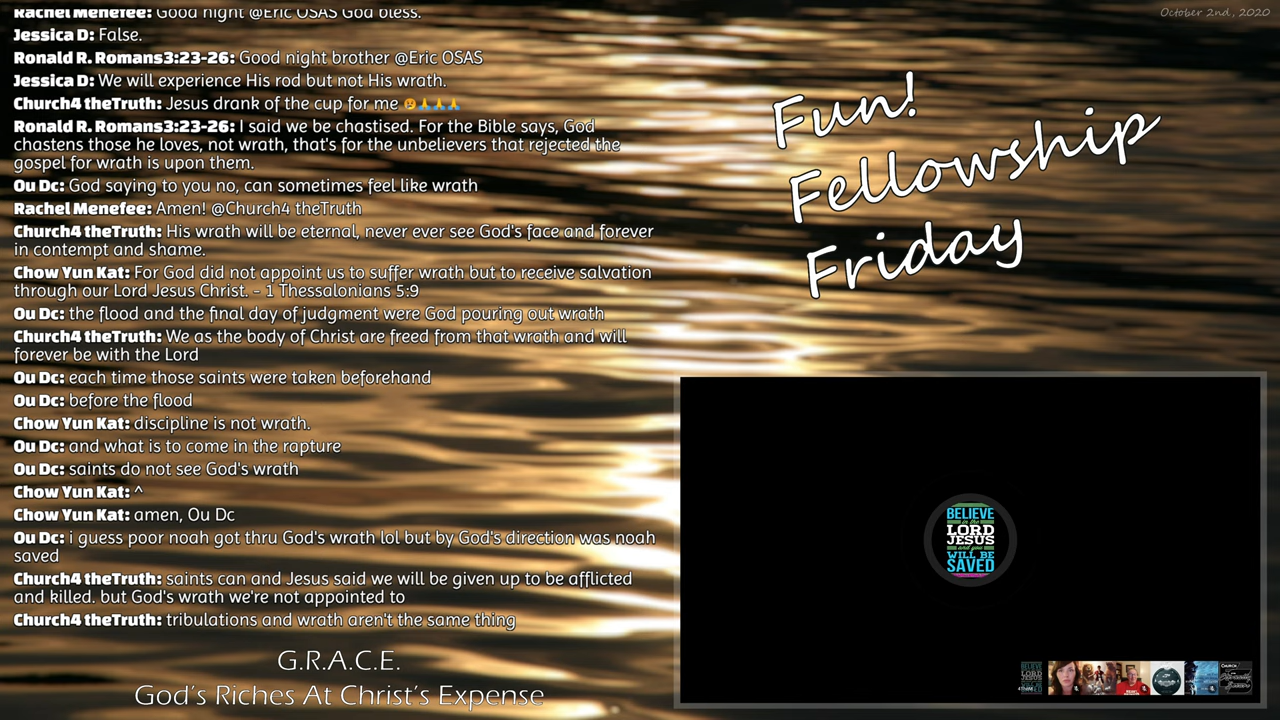 Rachel Menefee: Good night @Eric OSAS God bless.
Jessica D: False.
Ronald R. Romans3:23-26: Good night brother @Eric OSAS
Jessica D: We will experience His rod but not His wrath.
Church4 theTruth: Jesus drank of the cup for me 😢🙏🙏🙏
Ronald R. Romans3:23-26: I said we be chastised. For the Bible says, God
chastens those he loves, not wrath, that's for the unbelievers that rejected the
gospel for wrath is upon them.
Ou Dc: God saying to you no, can sometimes feel like wrath
Rachel Menefee: Amen! @Church4 theTruth
Church4 theTruth: His wrath will be eternal, never ever see God's face and forever
in contempt and shame.
Chow Yun Kat: For God did not appoint us to suffer wrath but to receive salvation
through our Lord Jesus Christ. - 1 Thessalonians 5:9
Ou Dc: the flood and the final day of judgment were God pouring out wrath
Church4 theTruth: We as the body of Christ are freed from that wrath and will
forever be with the Lord
Ou Dc: each time those saints were taken beforehand
Ou Dc: before the flood
Chow Yun Kat: discipline is not wrath.
Ou Dc: and what is to come in the rapture
Ou Dc: saints do not see God's wrath
Chow Yun Kat: ^
Chow Yun Kat: amen, Ou Dc
Ou Dc: i guess poor noah got thru God's wrath lol but by God's direction was noah
saved
Church4 theTruth: saints can and Jesus said we will be given up to be afflicted
and killed. but God's wrath we're not appointed to
Church4 theTruth: tribulations and wrath aren't the same thing
G.R.A.C.E.
God's Riches At Christ's Expense
October 2nd, 2020
Fun!
Fellowship
Friday
BELIEVE
in the
LORD
JESUS
and you
WILL BE
SAVED